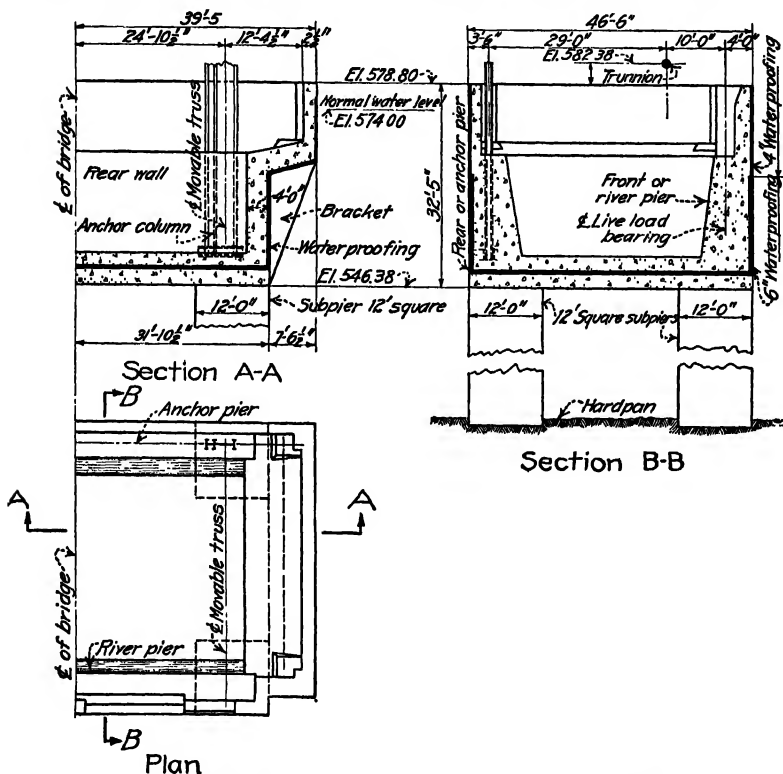 39'-5
24'-10½" 12'-4½" 2½"
℄ of bridge
℄ Movable truss
Rear wall
4'-0"
Anchor column
Bracket
Waterproofing
El. 578.80
Normal water level
El. 574 00
32'-5"
El. 546.38
12'-0"
Subpier 12' square
31'-10½" 7'-6½"
Section A-A
46'-6"
3'-6" 29'-0" 10'-0" 4'-0"
El. 582.38
Trunnion
Rear or anchor pier
Front or river pier
℄ Live load bearing
4" Waterproofing
6" Waterproofing
12'-0" 12'-0"
12' Square subpiers
Hardpan
Section B-B
B
Anchor pier
A A
℄ of bridge
℄ Movable truss
River pier
B
Plan